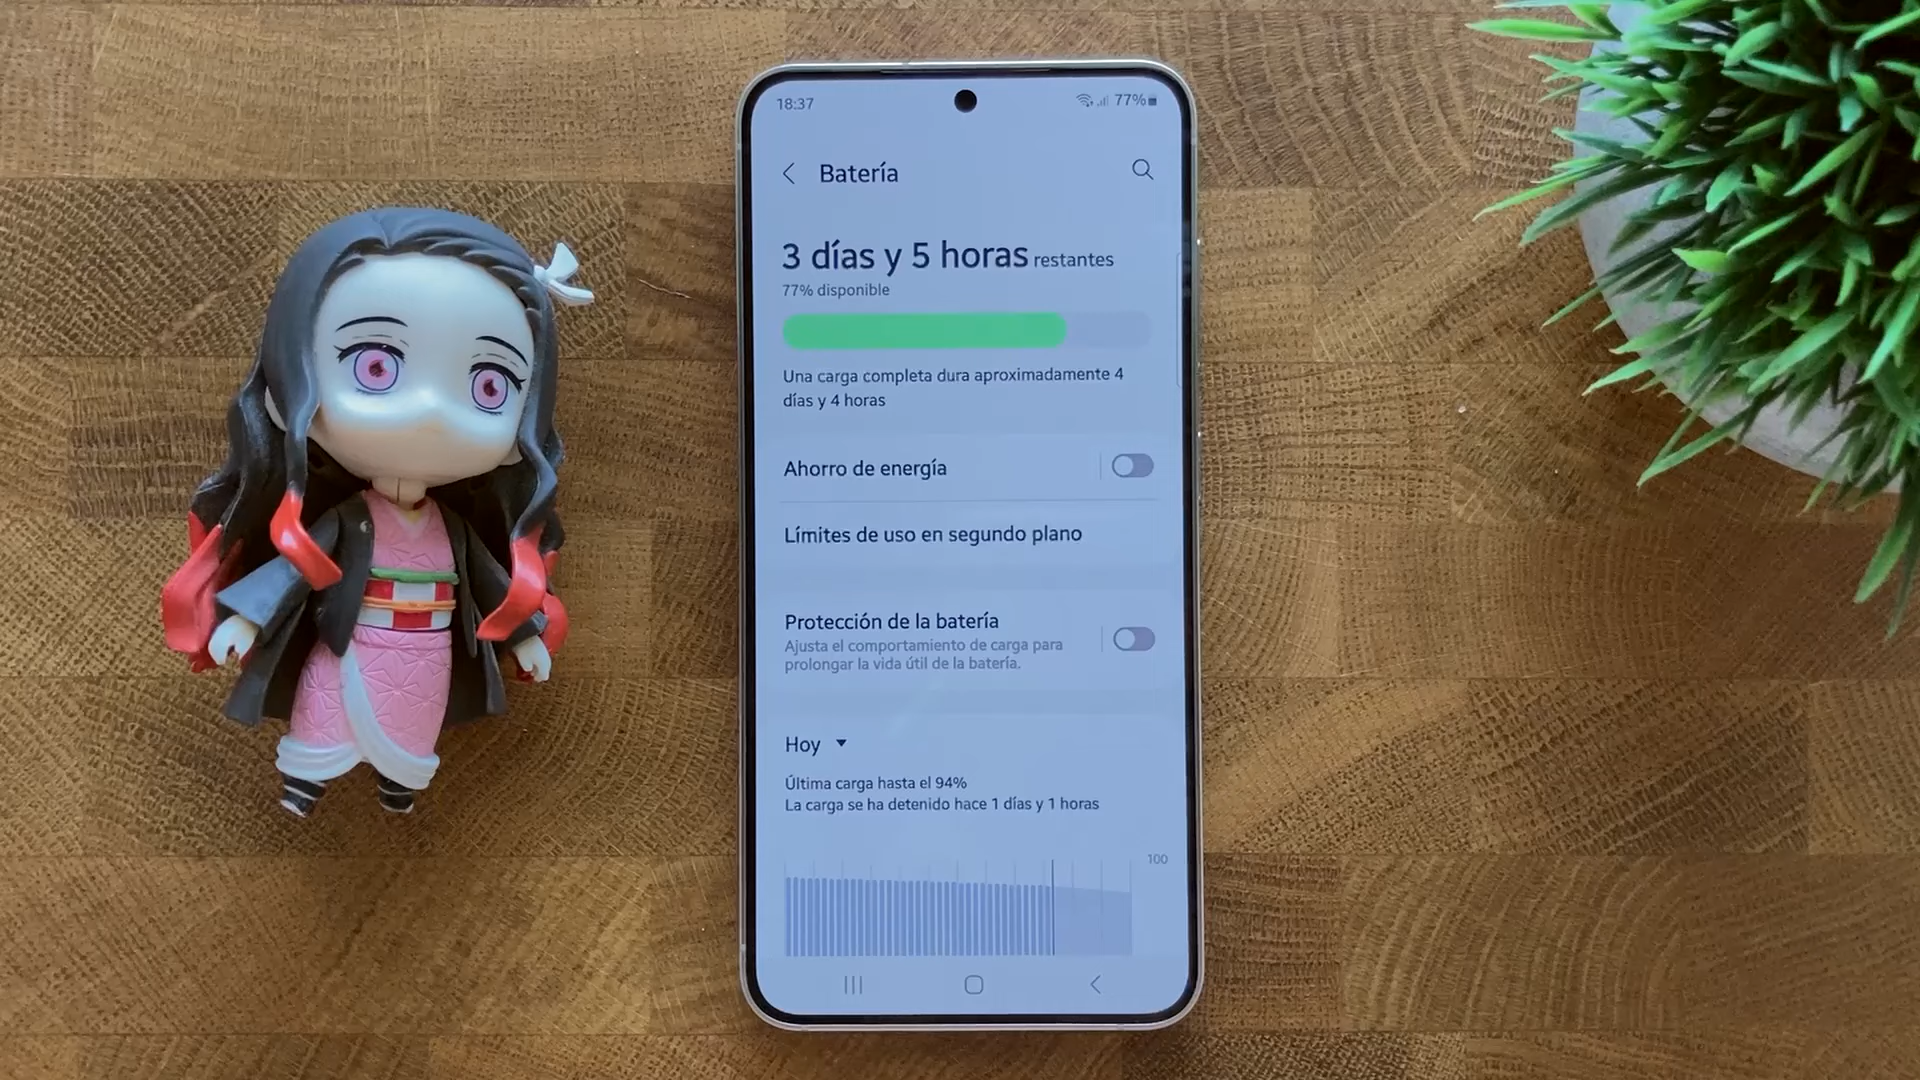 18:37
77%
Batería
3 días y 5 horas restantes
77% disponible
Una carga completa dura aproximadamente 4
días y 4 horas
Ahorro de energía
Límites de uso en segundo plano
Protección de la batería
Ajusta el comportamiento de carga para
prolongar la vida útil de la batería.
Hoy
Última carga hasta el 94%
La carga se ha detenido hace 1 días y 1 horas
100